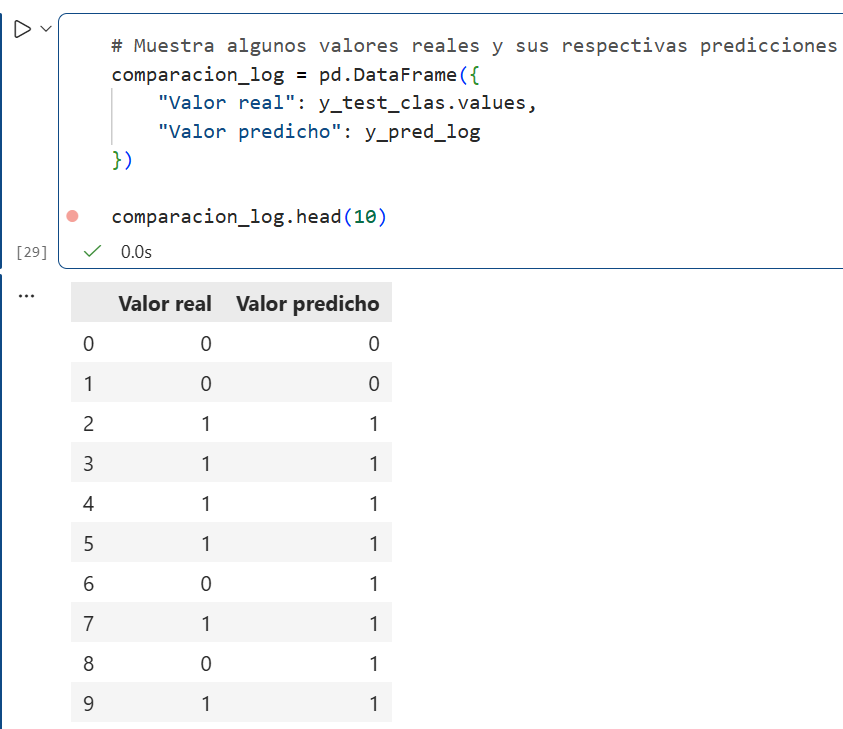 # Muestra algunos valores reales y sus respectivas predicciones
comparacion_log = pd.DataFrame({
"Valor real": y_test_clas.values,
"Valor predicho": y_pred_log
})
comparacion_log.head(10)
[29] 0.0s
...
Valor real Valor predicho
0 0 0
1 0 0
2 1 1
3 1 1
4 1 1
5 1 1
6 0 1
7 1 1
8 0 1
9 1 1